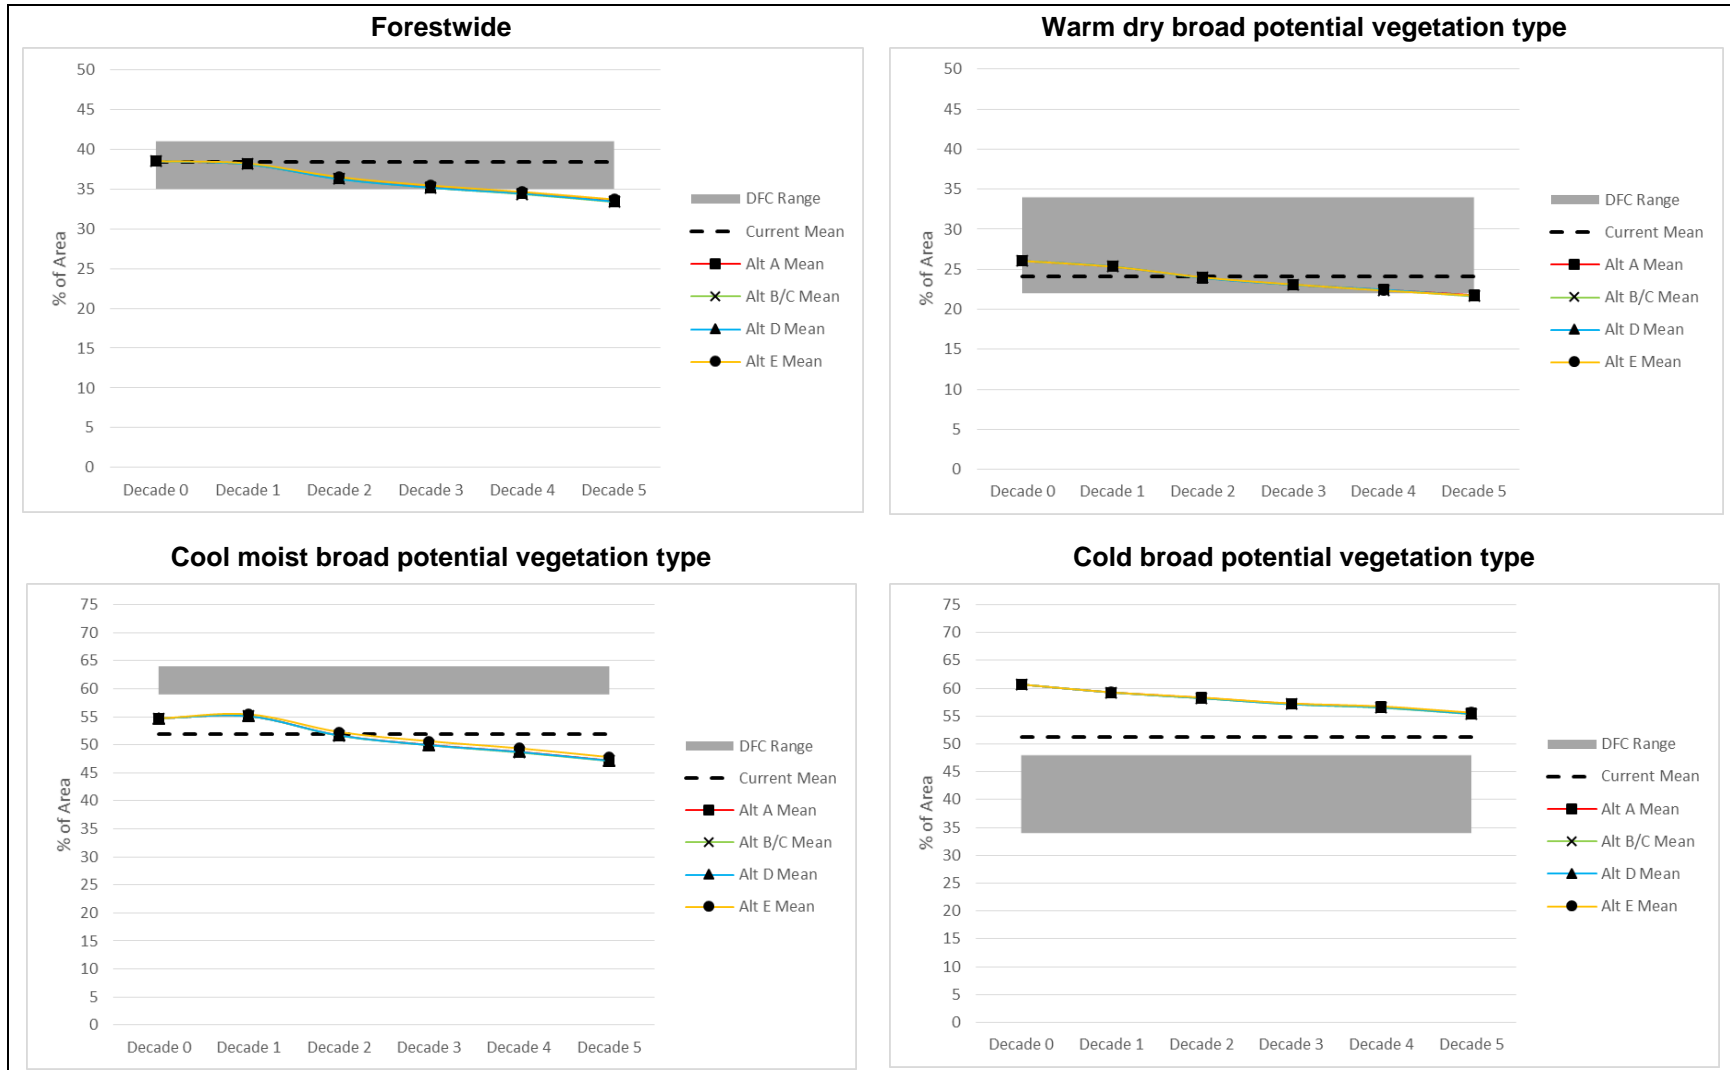 Forestwide
50
45
40
35
30
25
20
15
10
5
0
% of Area
Decade 0 Decade 1 Decade 2 Decade 3 Decade 4 Decade 5
DFC Range
Current Mean
Alt A Mean
Alt B/C Mean
Alt D Mean
Alt E Mean
Warm dry broad potential vegetation type
50
45
40
35
30
25
20
15
10
5
0
% of Area
Decade 0 Decade 1 Decade 2 Decade 3 Decade 4 Decade 5
DFC Range
Current Mean
Alt A Mean
Alt B/C Mean
Alt D Mean
Alt E Mean
Cool moist broad potential vegetation type
75
70
65
60
55
50
45
40
35
30
25
20
15
10
5
0
% of Area
Decade 0 Decade 1 Decade 2 Decade 3 Decade 4 Decade 5
DFC Range
Current Mean
Alt A Mean
Alt B/C Mean
Alt D Mean
Alt E Mean
Cold broad potential vegetation type
75
70
65
60
55
50
45
40
35
30
25
20
15
10
5
0
% of Area
Decade 0 Decade 1 Decade 2 Decade 3 Decade 4 Decade 5
DFC Range
Current Mean
Alt A Mean
Alt B/C Mean
Alt D Mean
Alt E Mean